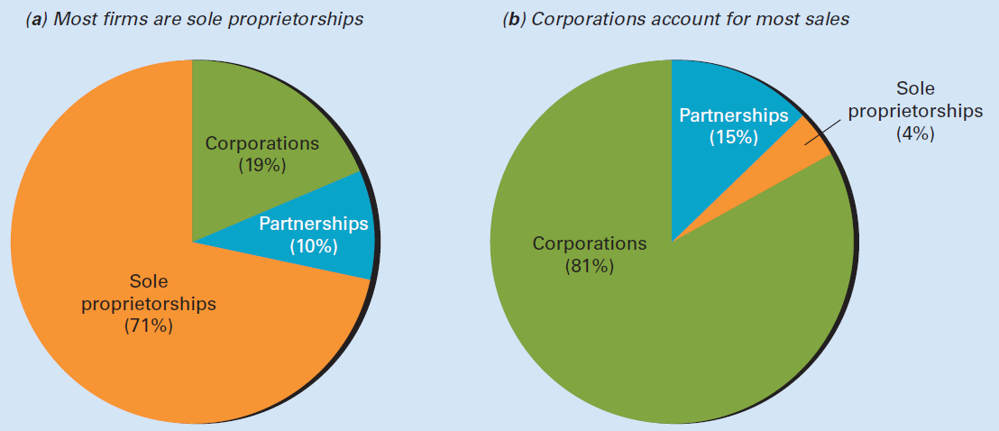 (a) Most firms are sole proprietorships
Corporations
(19%)
Partnerships
(10%)
Sole
proprietorships
(71%)
(b) Corporations account for most sales
Partnerships
(15%)
Sole
proprietorships
(4%)
Corporations
(81%)